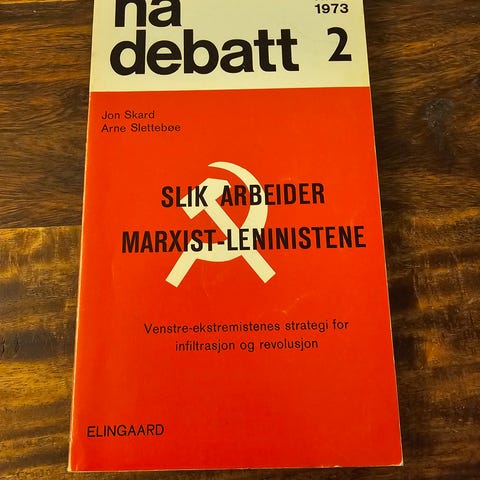 nå
1973
debatt 2
Jon Skard
Arne Slettebøe
SLIK ARBEIDER
MARXIST-LENINISTENE
Venstre-ekstremistenes strategi for
infiltrasjon og revolusjon
ELINGAARD